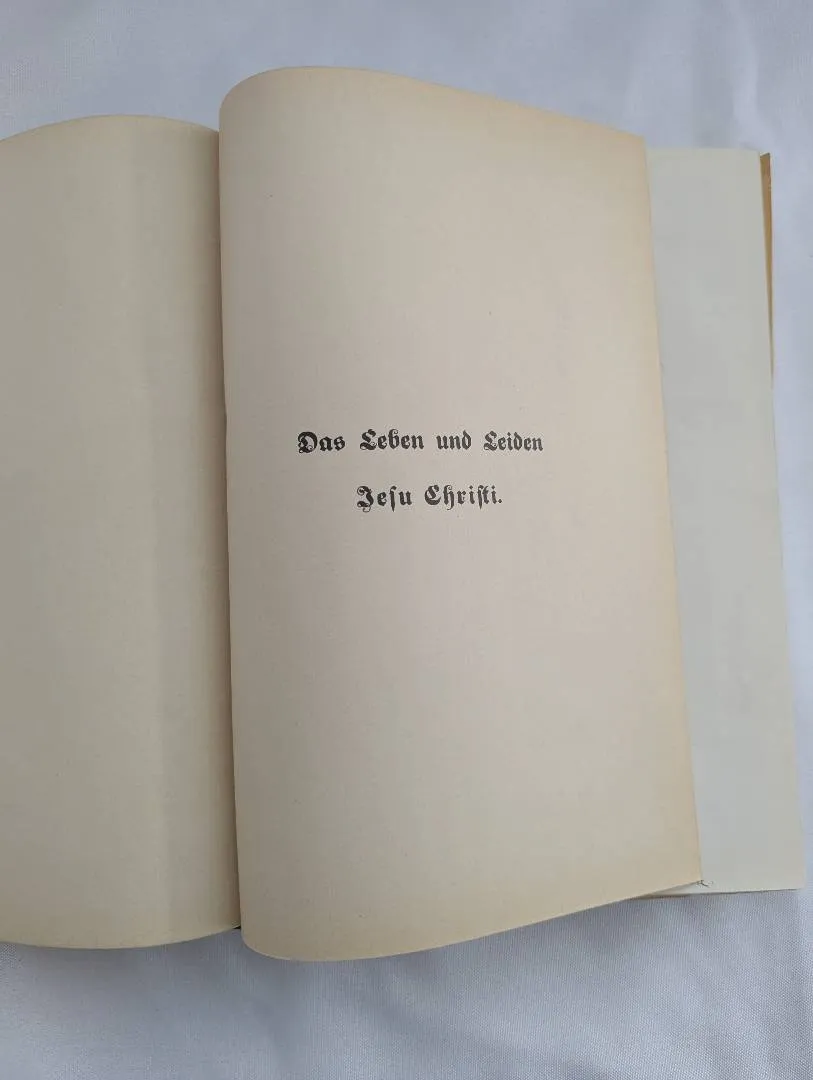 Das Leben und Leiden
Jeſu Chriſti.